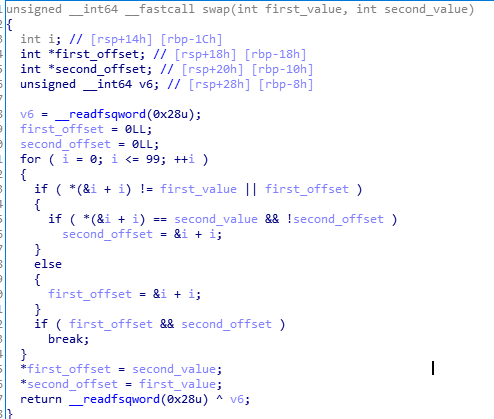 unsigned __int64 __fastcall swap(int first_value, int second_value)
{
  int i; // [rsp+14h] [rbp-1Ch]
  int *first_offset; // [rsp+18h] [rbp-18h]
  int *second_offset; // [rsp+20h] [rbp-10h]
  unsigned __int64 v6; // [rsp+28h] [rbp-8h]

  v6 = __readfsqword(0x28u);
  first_offset = 0LL;
  second_offset = 0LL;
  for ( i = 0; i <= 99; ++i )
  {
    if ( *(&i + i) != first_value || first_offset )
    {
      if ( *(&i + i) == second_value && !second_offset )
        second_offset = &i + i;
    }
    else
    {
      first_offset = &i + i;
    }
    if ( first_offset && second_offset )
      break;
  }
  *first_offset = second_value;
  *second_offset = first_value;
  return __readfsqword(0x28u) ^ v6;
}